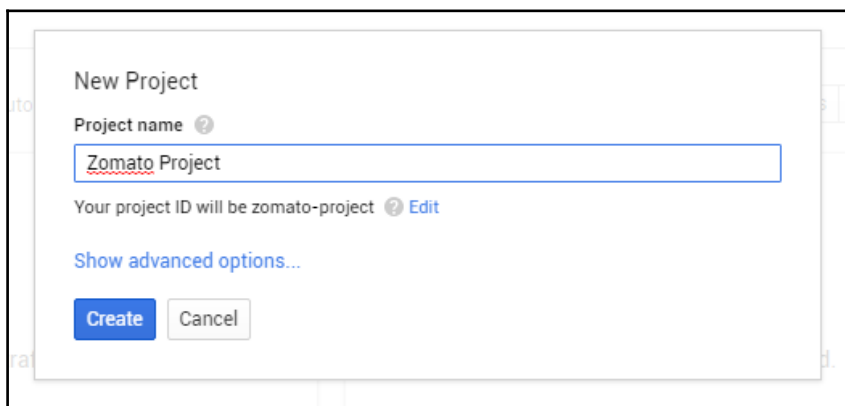 New Project
Project name ?
Zomato Project
Your project ID will be zomato-project ? Edit
Show advanced options...
Create Cancel